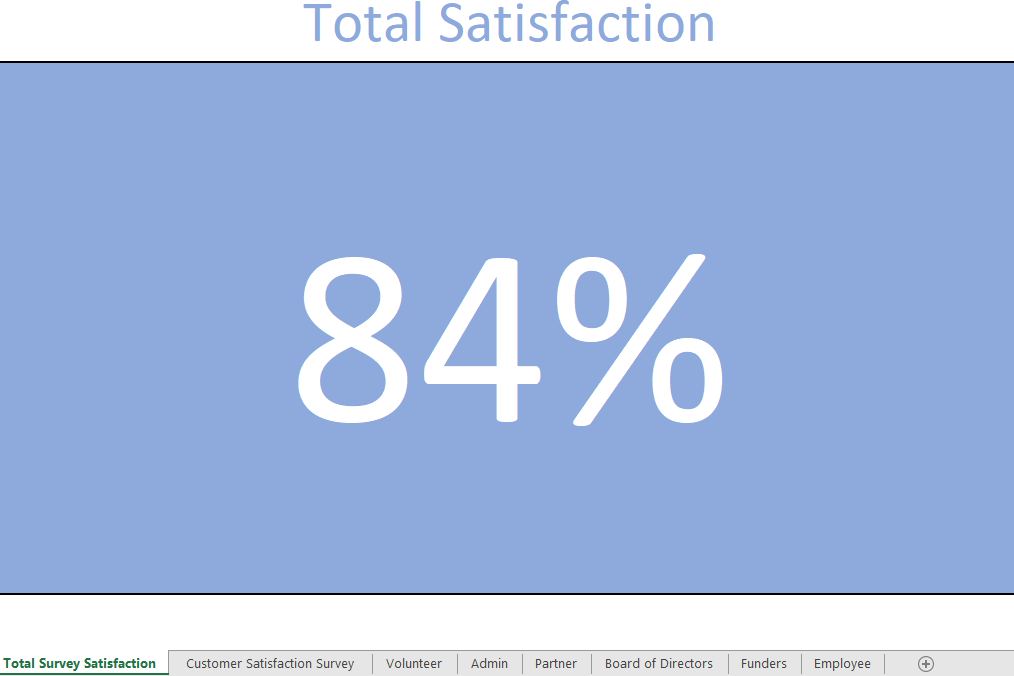 Total Satisfaction
84%
Total Survey Satisfaction Customer Satisfaction Survey Volunteer Admin Partner Board of Directors Funders Employee